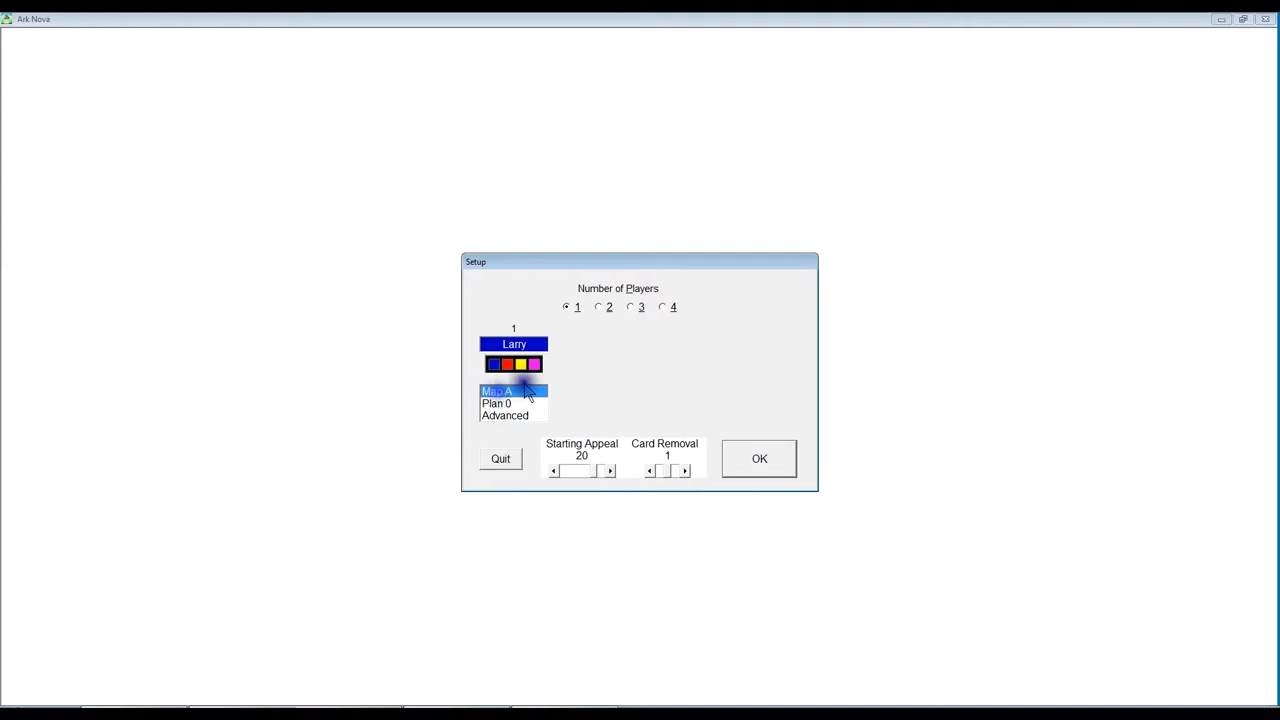 Ark Nova
Setup
Number of Players
1 2 3 4
1
Larry
Map A
Plan 0
Advanced
Starting Appeal
20
Card Removal
1
Quit
OK